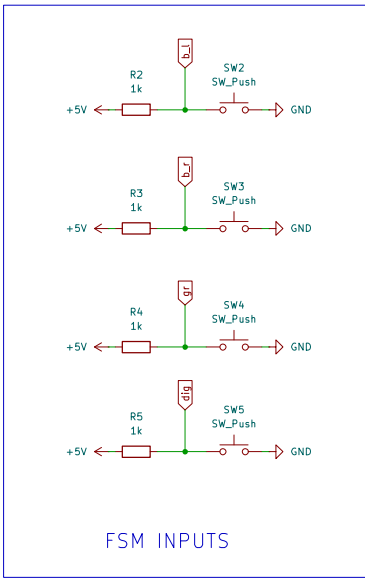 b_l
R2
1k
SW2
SW_Push
+5V
GND
b_r
R3
1k
SW3
SW_Push
+5V
GND
gr
R4
1k
SW4
SW_Push
+5V
GND
dig
R5
1k
SW5
SW_Push
+5V
GND
FSM INPUTS